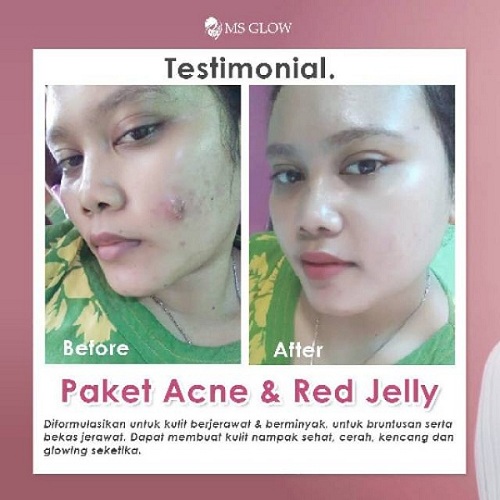 MS GLOW
Testimonial.
Before
After
Paket Acne & Red Jelly
Diformulasikan untuk kulit berjerawat & berminyak, untuk bruntusan serta
bekas jerawat. Dapat membuat kulit nampak sehat, cerah, kencang dan
glowing seketika.